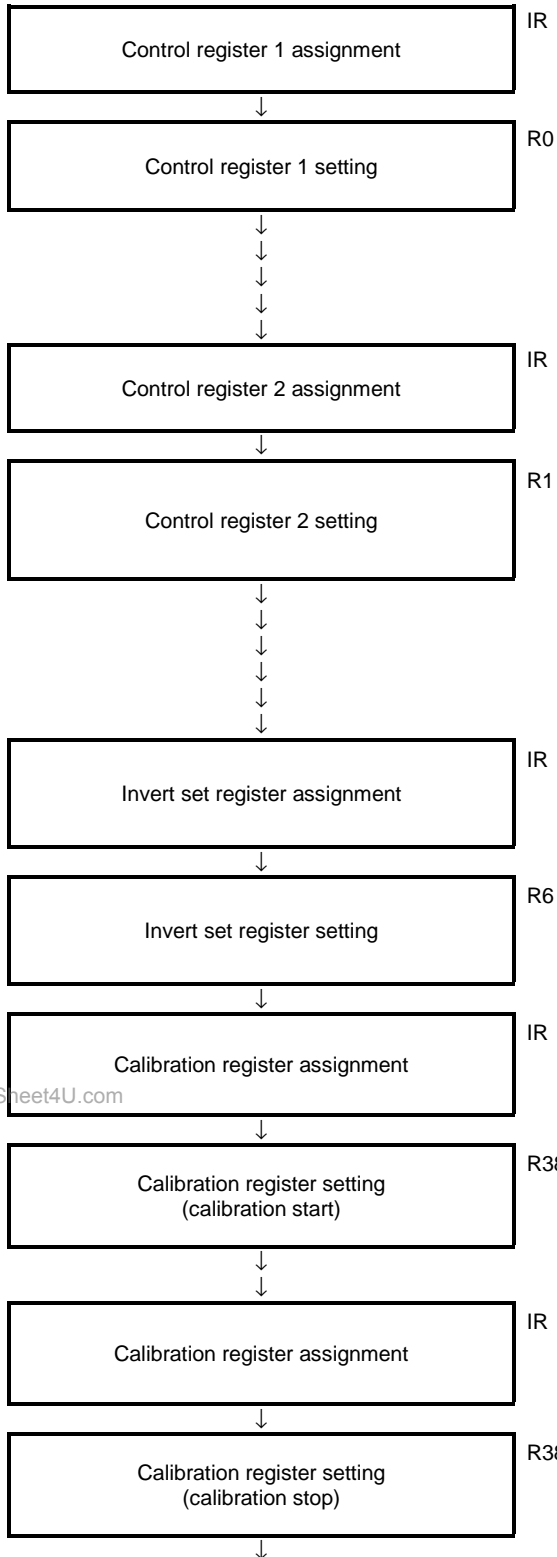 IR
Control register 1 assignment
↓
R0
Control register 1 setting
↓
↓
↓
↓
↓
IR
Control register 2 assignment
↓
R1
Control register 2 setting
↓
↓
↓
↓
↓
↓
IR
Invert set register assignment
↓
R6
Invert set register setting
↓
IR
Calibration register assignment
Sheet4U.com
↓
R38
Calibration register setting
(calibration start)
↓
↓
IR
Calibration register assignment
↓
R38
Calibration register setting
(calibration stop)
↓